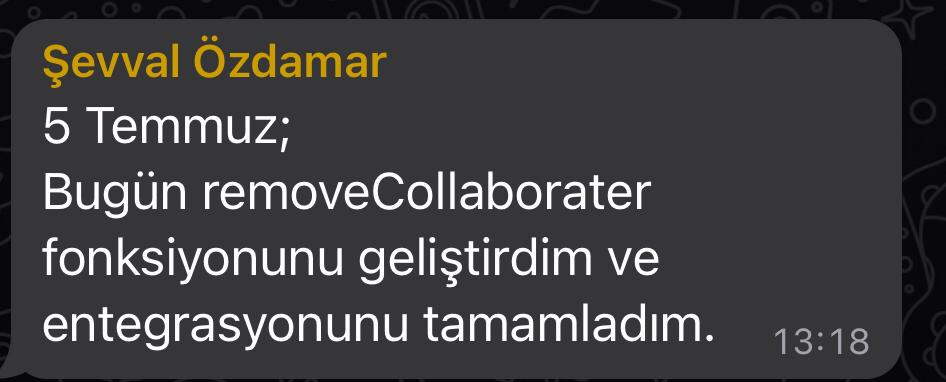 Şevval Özdamar
5 Temmuz;
Bugün removeCollaborater
fonksiyonunu geliştirdim ve
entegrasyonunu tamamladım.
13:18